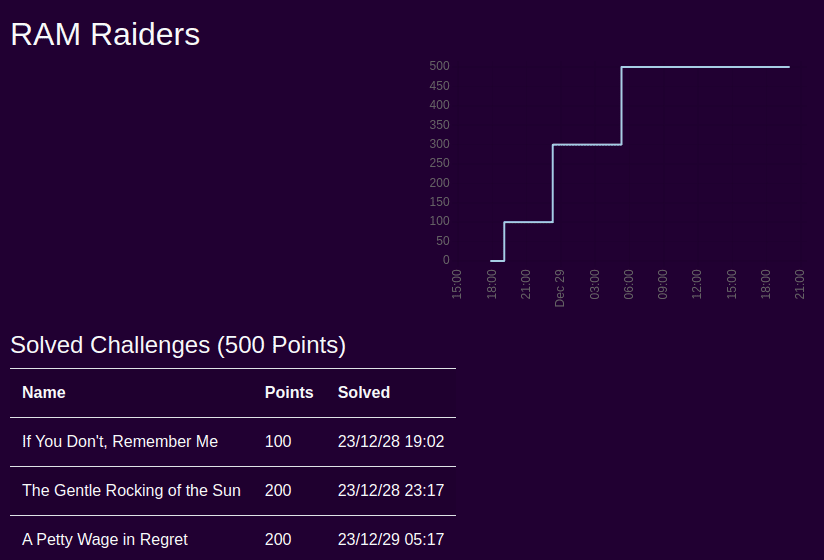 RAM Raiders
500
450
400
350
300
250
200
150
100
50
0
15:00 18:00 21:00 Dec 29 03:00 06:00 09:00 12:00 15:00 18:00 21:00
Solved Challenges (500 Points)
Name Points Solved
If You Don't, Remember Me 100 23/12/28 19:02
The Gentle Rocking of the Sun 200 23/12/28 23:17
A Petty Wage in Regret 200 23/12/29 05:17